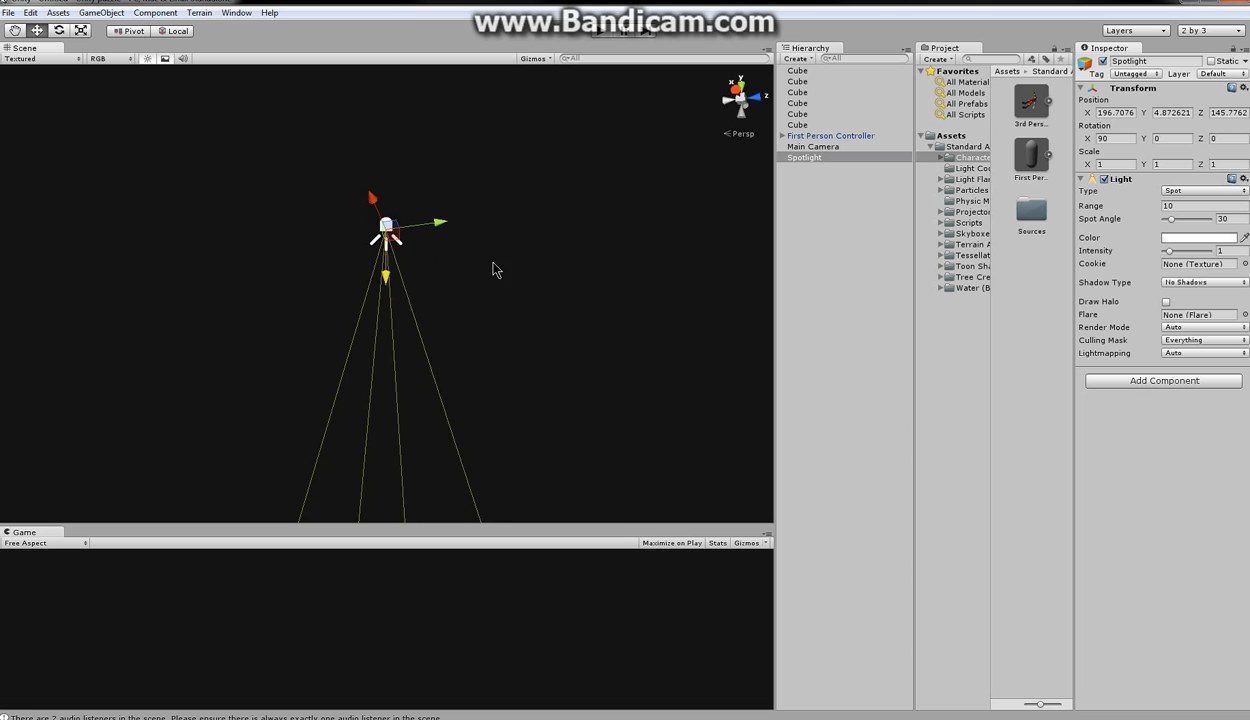 www.Bandicam.com
File Edit Assets GameObject Component Terrain Window Help
Pivot Local Layers 2 by 3
Scene
Textured RGB Gizmos All
x y z
Persp
Game
Free Aspect Maximize on Play Stats Gizmos
There are 2 audio listeners in the scene. Please ensure there is always exactly one audio listener in the scene.
Hierarchy
Create All
Cube
Cube
Cube
Cube
Cube
Cube
First Person Controller
Main Camera
Spotlight
Project
Create
Favorites
All Material
All Models
All Prefabs
All Scripts
Assets
Standard A
Characte
Light Coo
Light Fla
Particles
Physic M
Projector
Scripts
Skyboxe
Terrain A
Tessellat
Toon Sha
Tree Cre
Water (B
Assets Standard A
3rd Pers...
First Per...
Sources
Inspector
Spotlight Static
Tag Untagged Layer Default
Transform
Position
X 196.7076 Y 4.872621 Z 145.7762
Rotation
X 90 Y 0 Z 0
Scale
X 1 Y 1 Z 1
Light
Type Spot
Range 10
Spot Angle 30
Color
Intensity 1
Cookie None (Texture)
Shadow Type No Shadows
Draw Halo
Flare None (Flare)
Render Mode Auto
Culling Mask Everything
Lightmapping Auto
Add Component